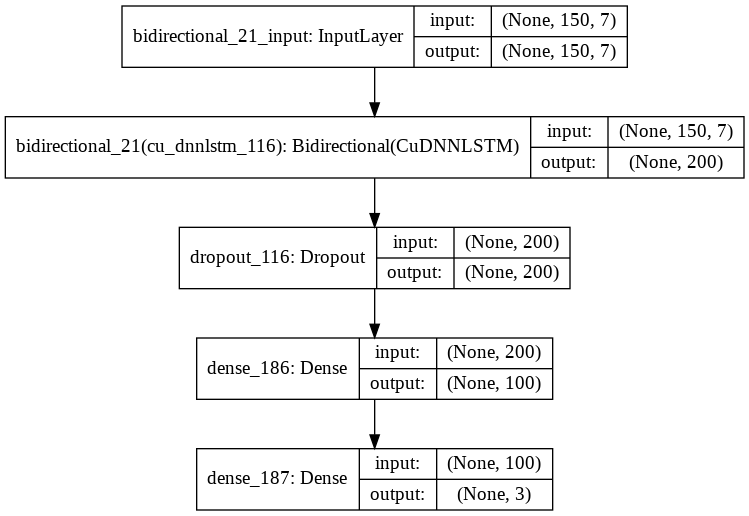 bidirectional_21_input: InputLayer
input:
(None, 150, 7)
output:
(None, 150, 7)
bidirectional_21(cu_dnnlstm_116): Bidirectional(CuDNNLSTM)
input:
(None, 150, 7)
output:
(None, 200)
dropout_116: Dropout
input:
(None, 200)
output:
(None, 200)
dense_186: Dense
input:
(None, 200)
output:
(None, 100)
dense_187: Dense
input:
(None, 100)
output:
(None, 3)